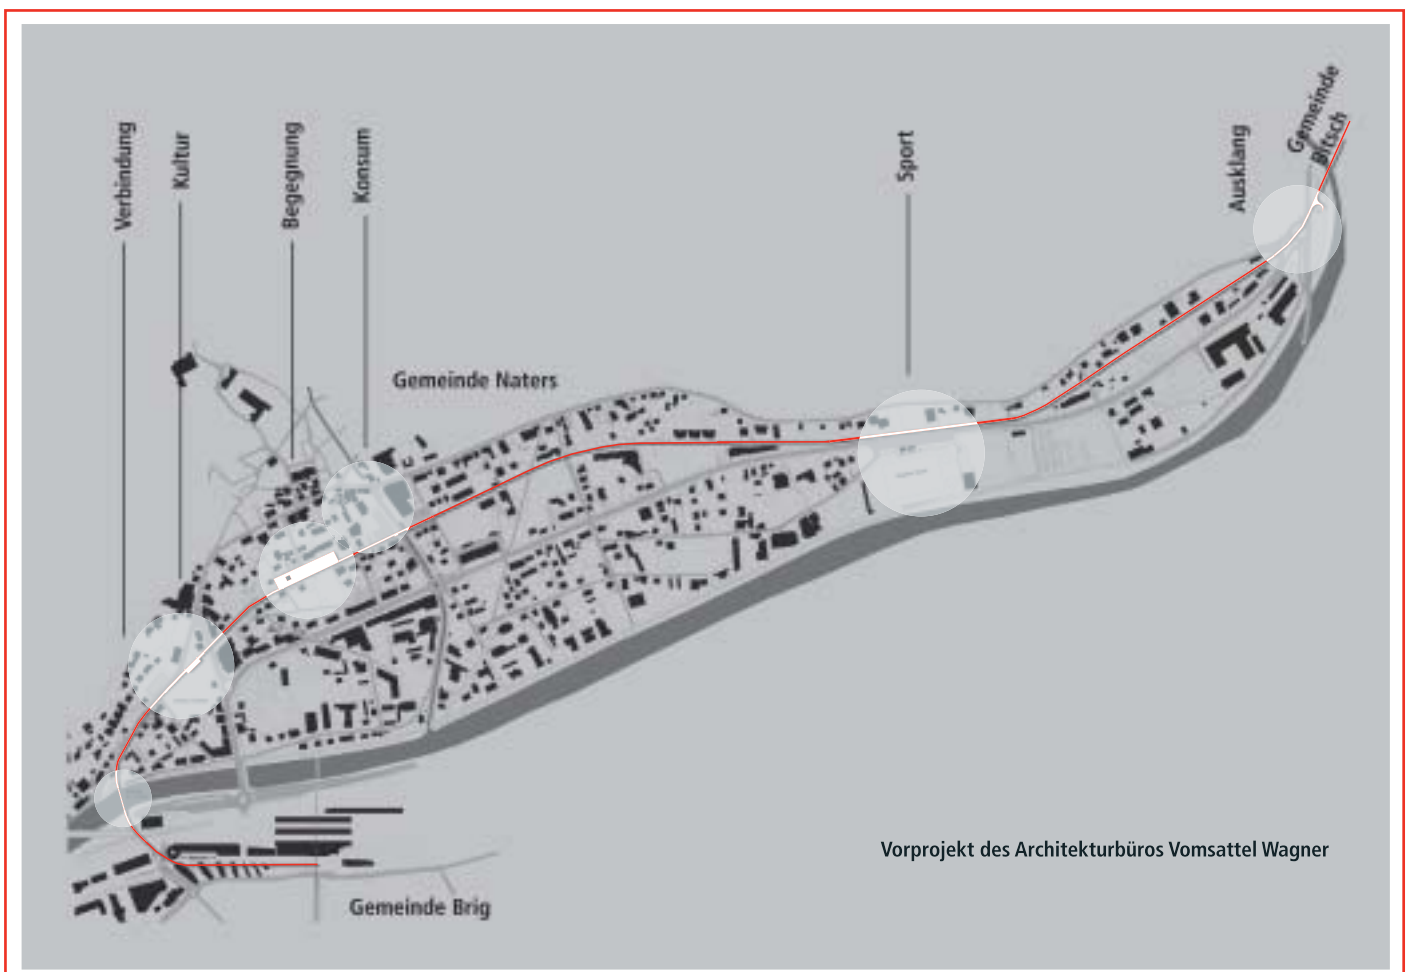 Verbindung
Kultur
Begegnung
Konsum
Sport
Ausklang
Gemeinde
Bitsch
Gemeinde Naters
Vorprojekt des Architekturbüros Vomsattel Wagner
Gemeinde Brig